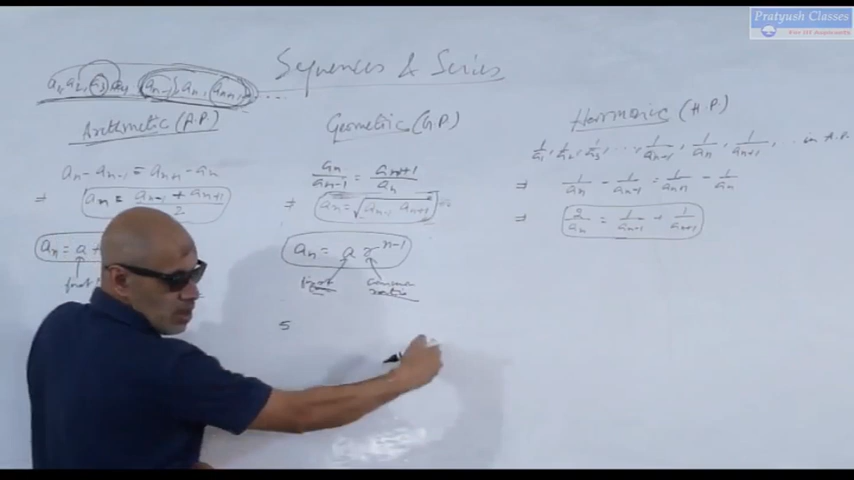 Pratyush Classes
For IIT Aspirants
Sequences & Series
a1, a2, a3, a4 ... an-1, an, an+1, ...
Arithmetic (A.P.)
an - an-1 = an+1 - an
⇒ an = (an-1 + an+1)/2
an = a +
first
Geometric (G.P)
an/an-1 = an+1/an
⇒ an = √(an-1 an+1)
an = a r^n-1
first common ratio
5
Harmonic (H.P.)
1/a1, 1/a2, 1/a3, ..., 1/an-1, 1/an, 1/an+1, .. in A.P.
⇒ 1/an - 1/an-1 = 1/an+1 - 1/an
⇒ 2/an = 1/an-1 + 1/an+1